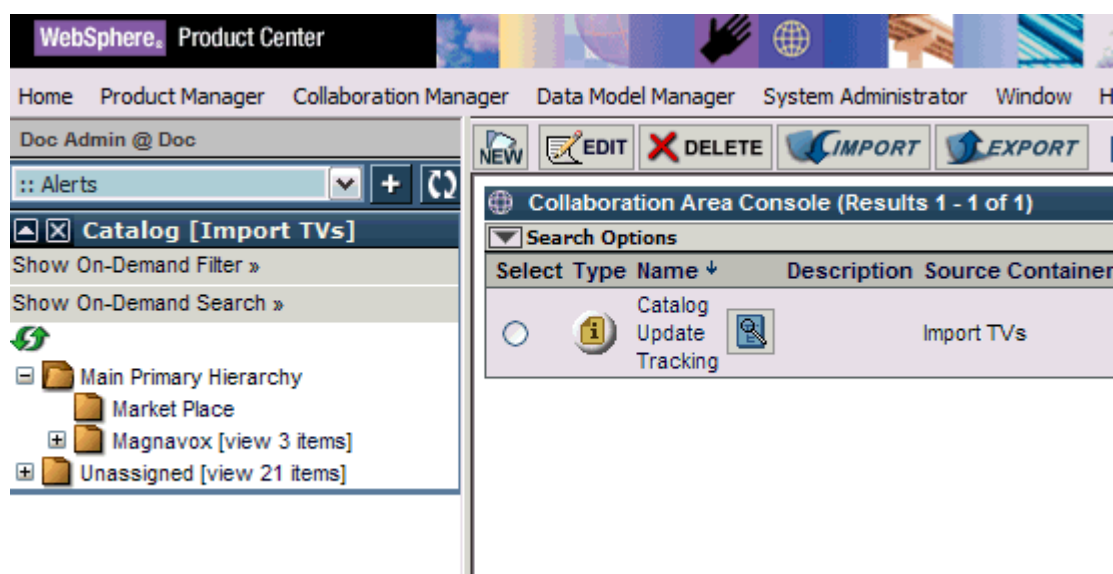 WebSphere® Product Center
Home Product Manager Collaboration Manager Data Model Manager System Administrator Window H
Doc Admin @ Doc
NEW EDIT DELETE IMPORT EXPORT
:: Alerts
Catalog [Import TVs]
Show On-Demand Filter »
Show On-Demand Search »
Main Primary Hierarchy
Market Place
Magnavox [view 3 items]
Unassigned [view 21 items]
Collaboration Area Console (Results 1 - 1 of 1)
Search Options
Select Type Name Description Source Container
Catalog
Update
Tracking
Import TVs